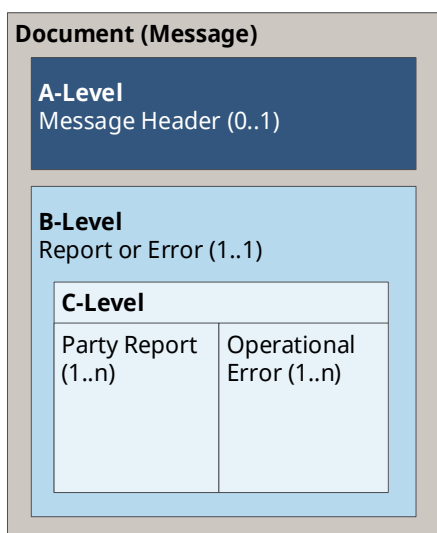 Document (Message)
A-Level
Message Header (0..1)
B-Level
Report or Error (1..1)
C-Level
Party Report
(1..n)
Operational
Error (1..n)